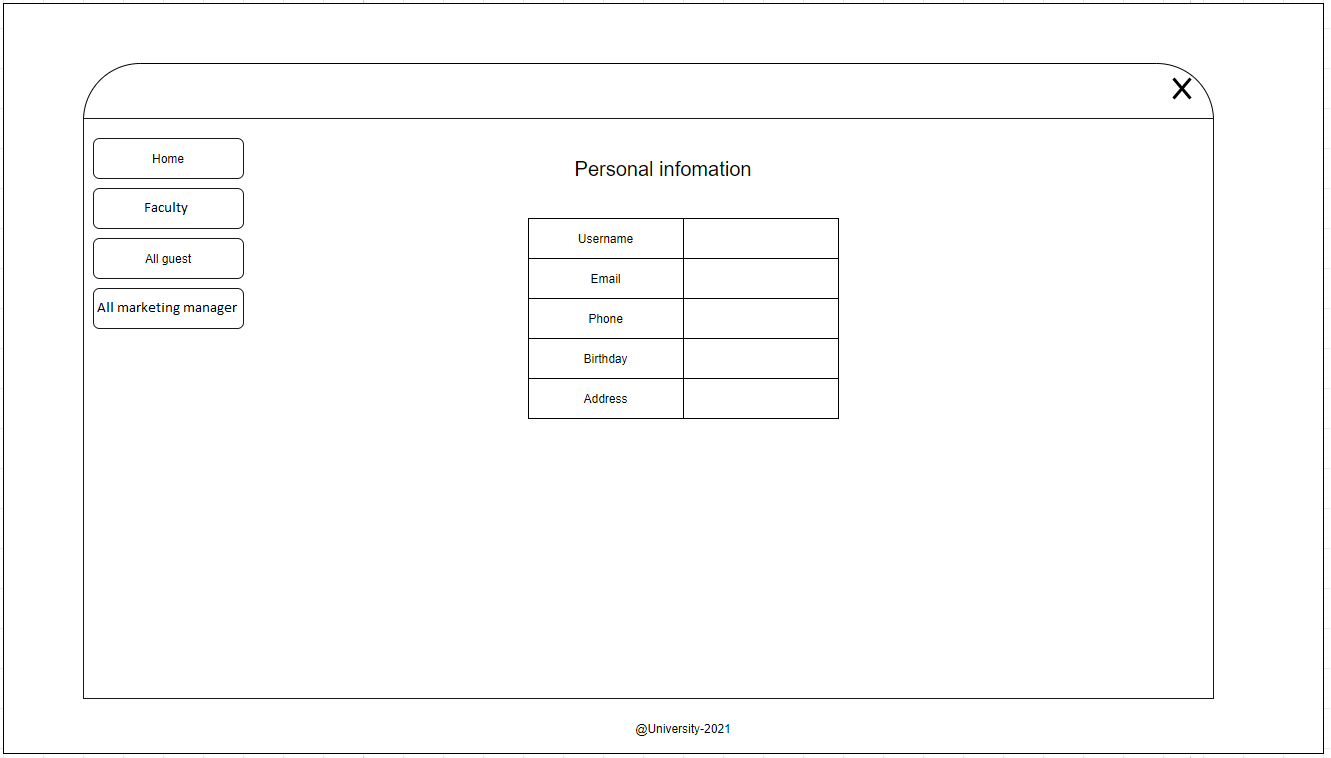 Home
Faculty
All guest
All marketing manager
Personal infomation
Username
Email
Phone
Birthday
Address
@University-2021